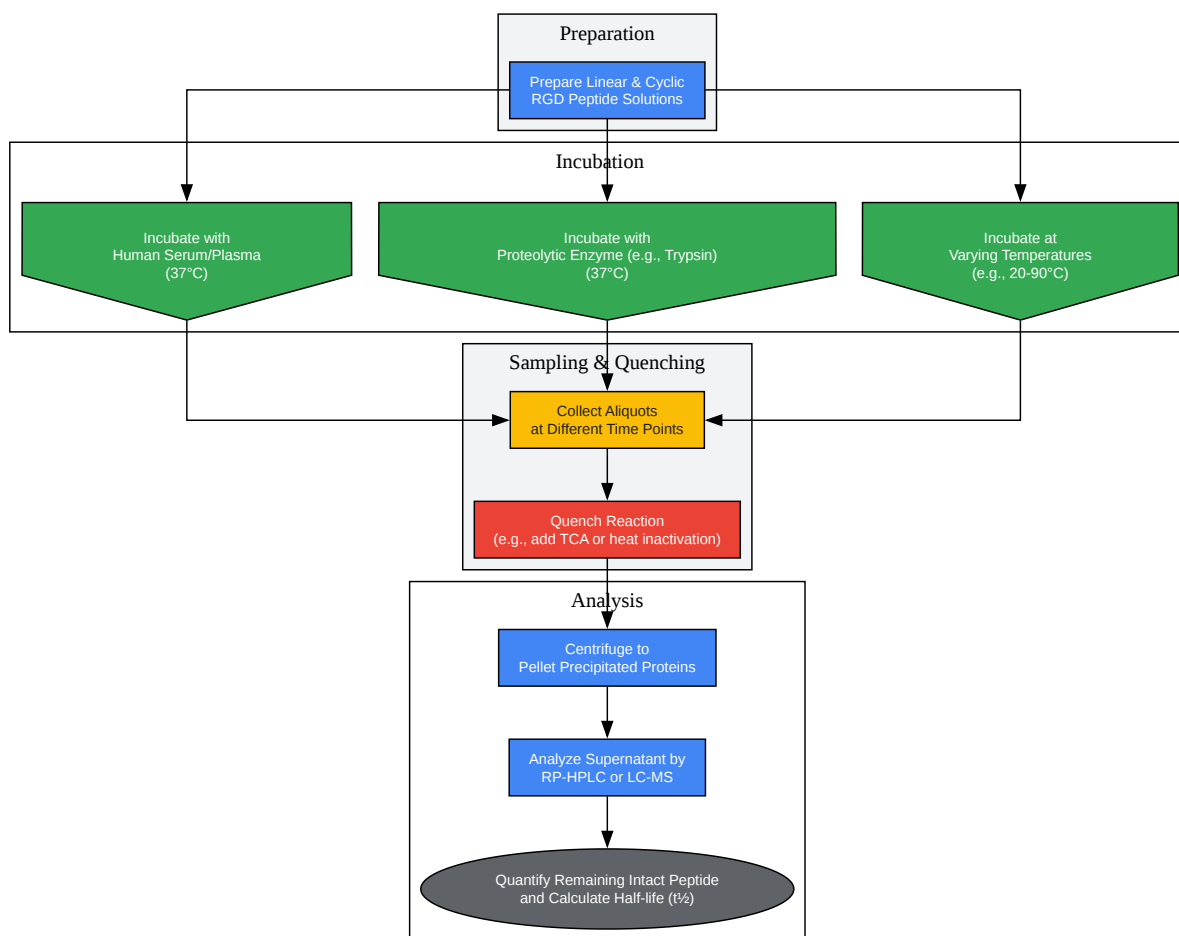 Preparation
Prepare Linear & Cyclic
RGD Peptide Solutions
Incubation
Incubate with
Human Serum/Plasma
(37°C)
Incubate with
Proteolytic Enzyme (e.g., Trypsin)
(37°C)
Incubate at
Varying Temperatures
(e.g., 20-90°C)
Sampling & Quenching
Collect Aliquots
at Different Time Points
Quench Reaction
(e.g., add TCA or heat inactivation)
Analysis
Centrifuge to
Pellet Precipitated Proteins
Analyze Supernatant by
RP-HPLC or LC-MS
Quantify Remaining Intact Peptide
and Calculate Half-life (t½)